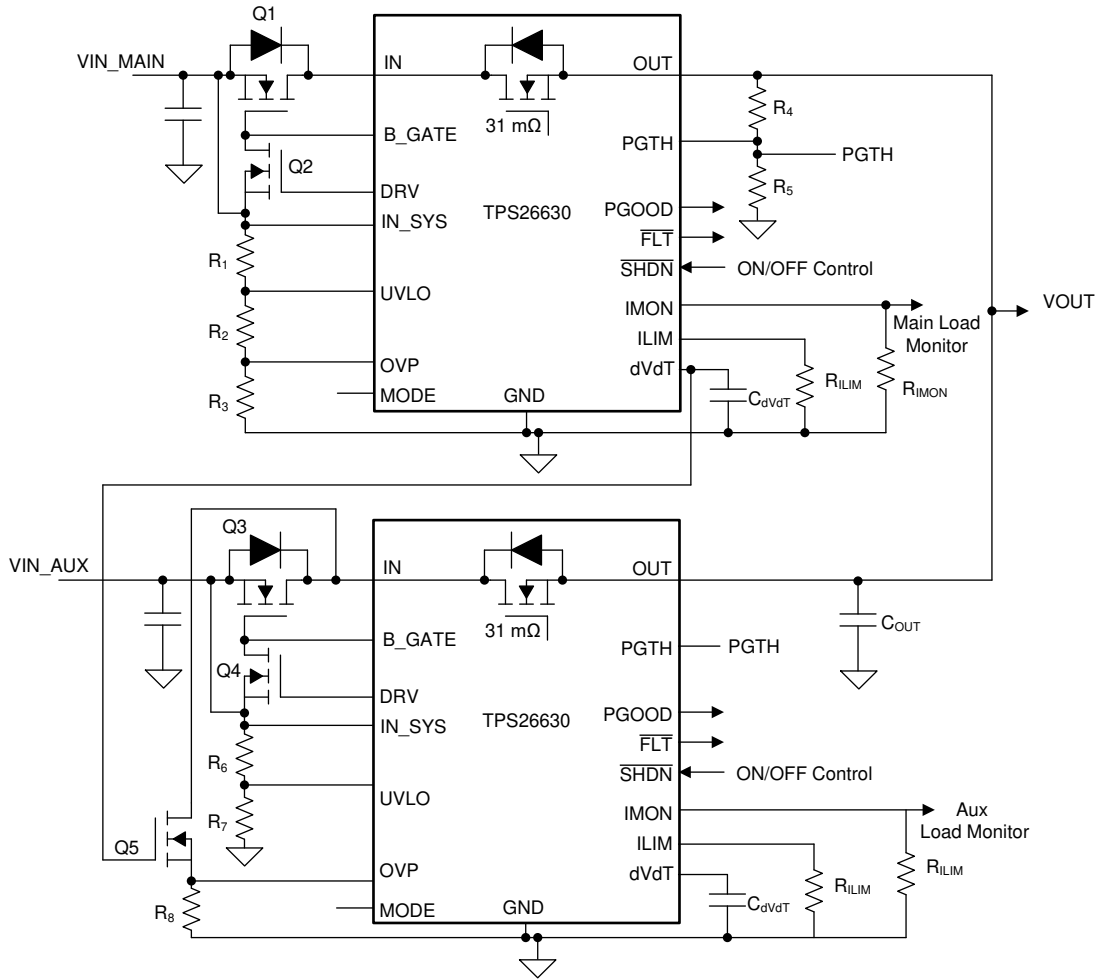 Q1
VIN_MAIN
IN
OUT
31 mΩ
R4
B_GATE
PGTH
PGTH
Q2
DRV
R5
TPS26630
PGOOD
IN_SYS
FLT
R1
SHDN
ON/OFF Control
UVLO
IMON
VOUT
R2
Main Load
Monitor
ILIM
OVP
dVdT
RILIM
RIMON
R3
MODE
GND
CdVdT
Q3
VIN_AUX
IN
OUT
31 mΩ
COUT
B_GATE
PGTH
PGTH
Q4
DRV
TPS26630
PGOOD
IN_SYS
FLT
R6
SHDN
ON/OFF Control
UVLO
IMON
Aux
Load Monitor
R7
ILIM
Q5
OVP
dVdT
RILIM
RILIM
R8
MODE
GND
CdVdT